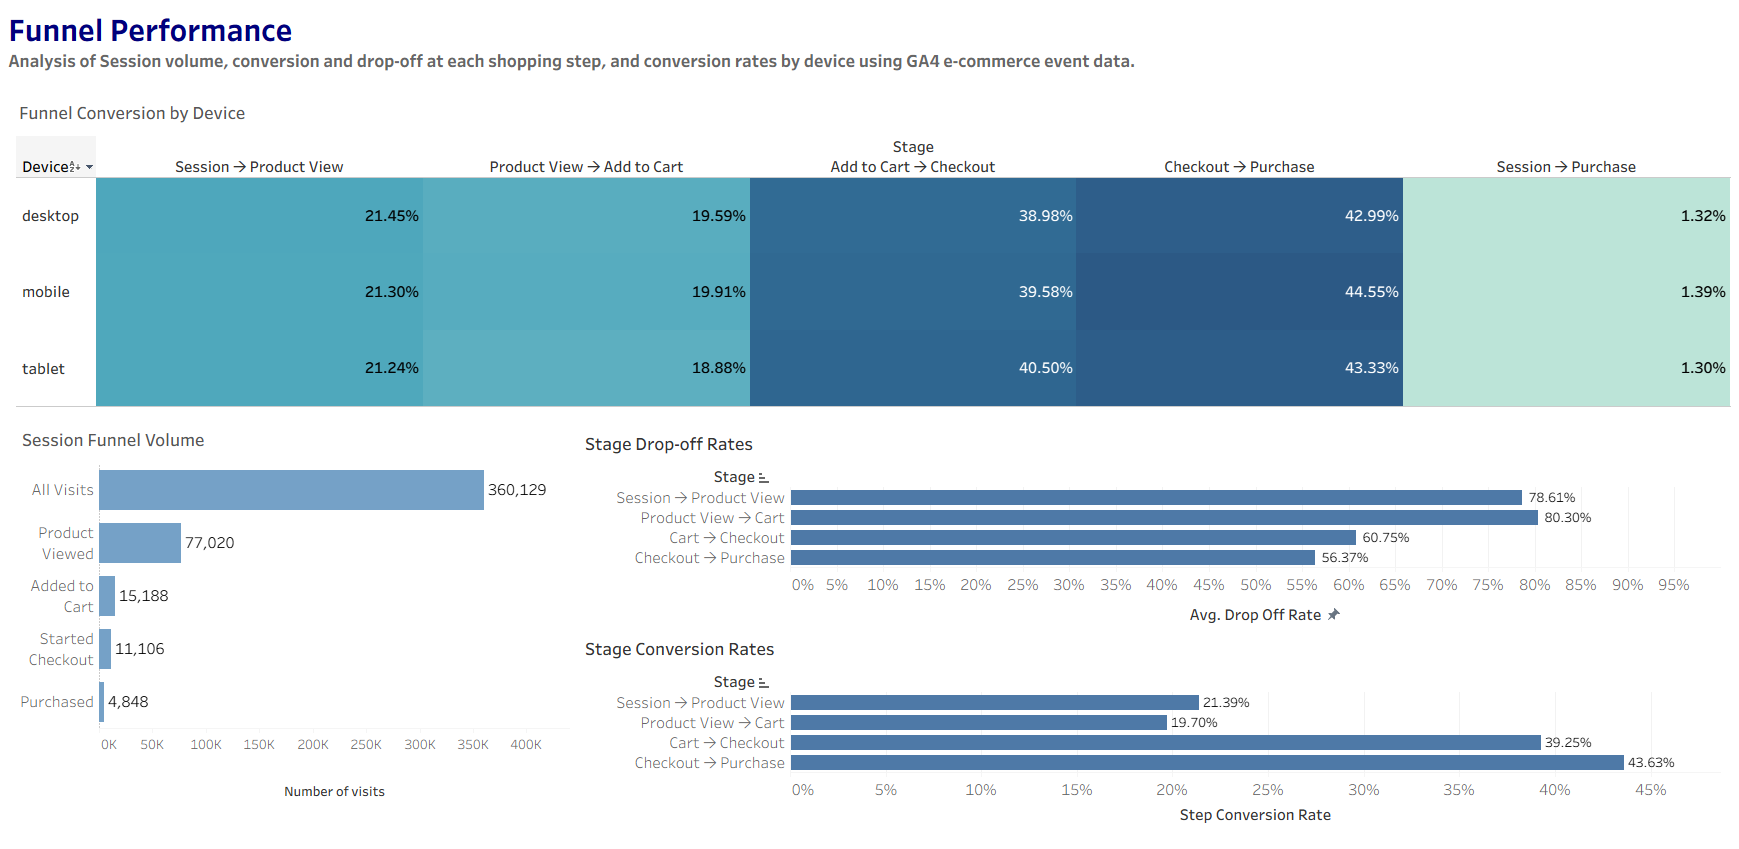 Funnel Performance
Analysis of Session volume, conversion and drop-off at each shopping step, and conversion rates by device using GA4 e-commerce event data.
Funnel Conversion by Device
Stage
Device Session → Product View Product View → Add to Cart Add to Cart → Checkout Checkout → Purchase Session → Purchase
desktop 21.45% 19.59% 38.98% 42.99% 1.32%
mobile 21.30% 19.91% 39.58% 44.55% 1.39%
tablet 21.24% 18.88% 40.50% 43.33% 1.30%
Session Funnel Volume
All Visits 360,129
Product
Viewed 77,020
Added to
Cart 15,188
Started
Checkout 11,106
Purchased 4,848
0K 50K 100K 150K 200K 250K 300K 350K 400K
Number of visits
Stage Drop-off Rates
Stage
Session → Product View 78.61%
Product View → Cart 80.30%
Cart → Checkout 60.75%
Checkout → Purchase 56.37%
0% 5% 10% 15% 20% 25% 30% 35% 40% 45% 50% 55% 60% 65% 70% 75% 80% 85% 90% 95%
Avg. Drop Off Rate
Stage Conversion Rates
Stage
Session → Product View 21.39%
Product View → Cart 19.70%
Cart → Checkout 39.25%
Checkout → Purchase 43.63%
0% 5% 10% 15% 20% 25% 30% 35% 40% 45%
Step Conversion Rate